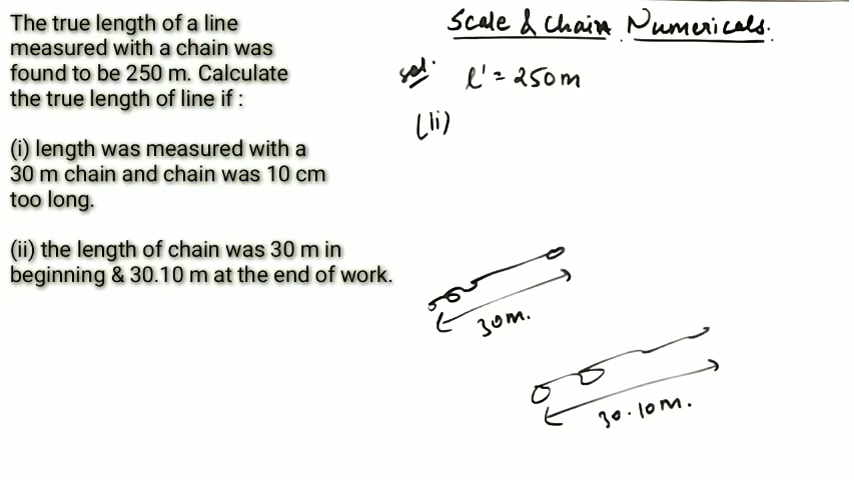 The true length of a line
measured with a chain was
found to be 250 m. Calculate
the true length of line if :
(i) length was measured with a
30 m chain and chain was 10 cm
too long.
(ii) the length of chain was 30 m in
beginning & 30.10 m at the end of work.
Scale & Chain Numericals.
sol.
l' = 250m
(ii)
30m.
30.10m.